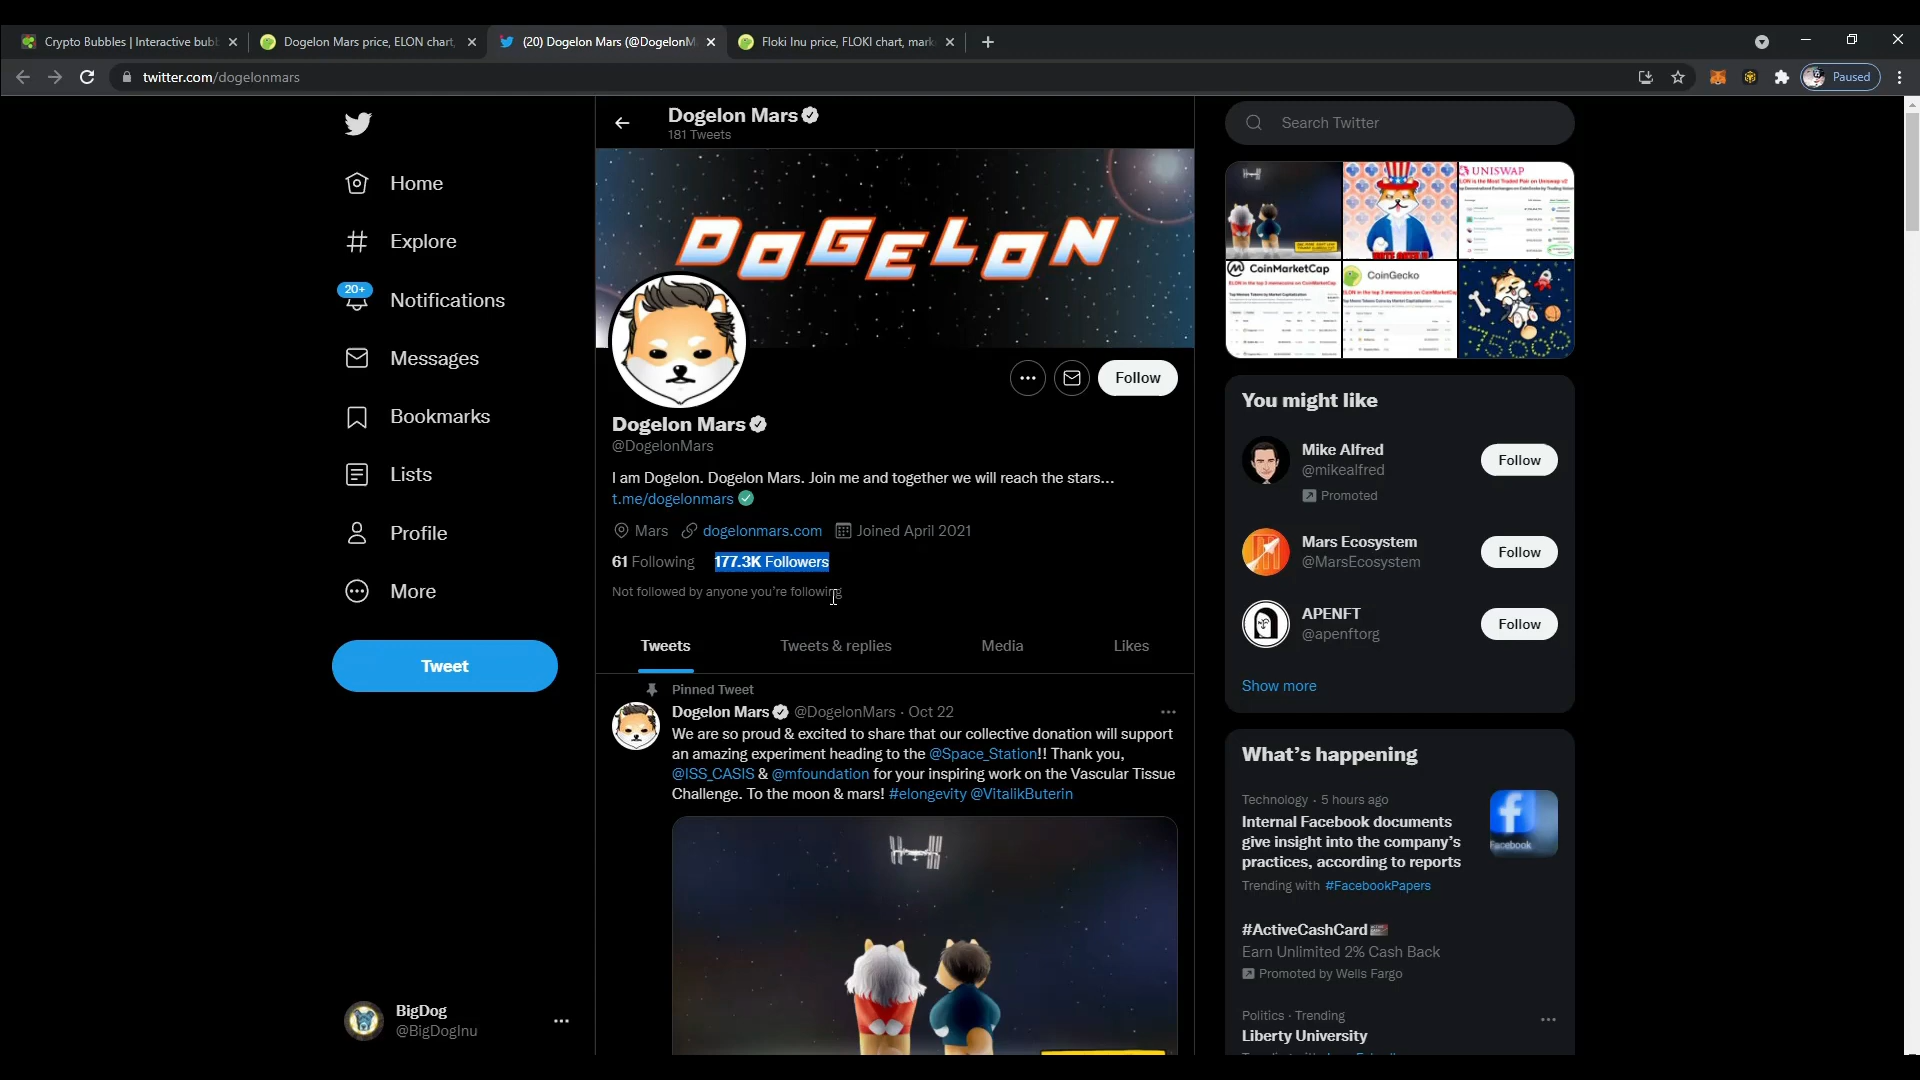 Crypto Bubbles | Interactive bub
Dogelon Mars price, ELON chart,
(20) Dogelon Mars (@DogelonM
Floki Inu price, FLOKI chart, mark
twitter.com/dogelonmars
Paused
Home
Explore
20+
Notifications
Messages
Bookmarks
Lists
Profile
More
Tweet
BigDog
@BigDogInu
Dogelon Mars
181 Tweets
DOGELON
Follow
Dogelon Mars
@DogelonMars
I am Dogelon. Dogelon Mars. Join me and together we will reach the stars...
t.me/dogelonmars
Mars dogelonmars.com Joined April 2021
61 Following 177.3K Followers
Not followed by anyone you're following
Tweets Tweets & replies Media Likes
Pinned Tweet
Dogelon Mars @DogelonMars · Oct 22
We are so proud & excited to share that our collective donation will support
an amazing experiment heading to the @Space_Station!! Thank you,
@ISS_CASIS & @mfoundation for your inspiring work on the Vascular Tissue
Challenge. To the moon & mars! #elongevity @VitalikButerin
Search Twitter
UNISWAP
CoinMarketCap
ELON in the top 3 memecoins on CoinMarketCap
CoinGecko
You might like
Mike Alfred
@mikealfred
Promoted
Follow
Mars Ecosystem
@MarsEcosystem
Follow
APENFT
@apenftorg
Follow
Show more
What's happening
Technology · 5 hours ago
Internal Facebook documents
give insight into the company's
practices, according to reports
Trending with #FacebookPapers
Facebook
#ActiveCashCard
Earn Unlimited 2% Cash Back
Promoted by Wells Fargo
Politics · Trending
Liberty University